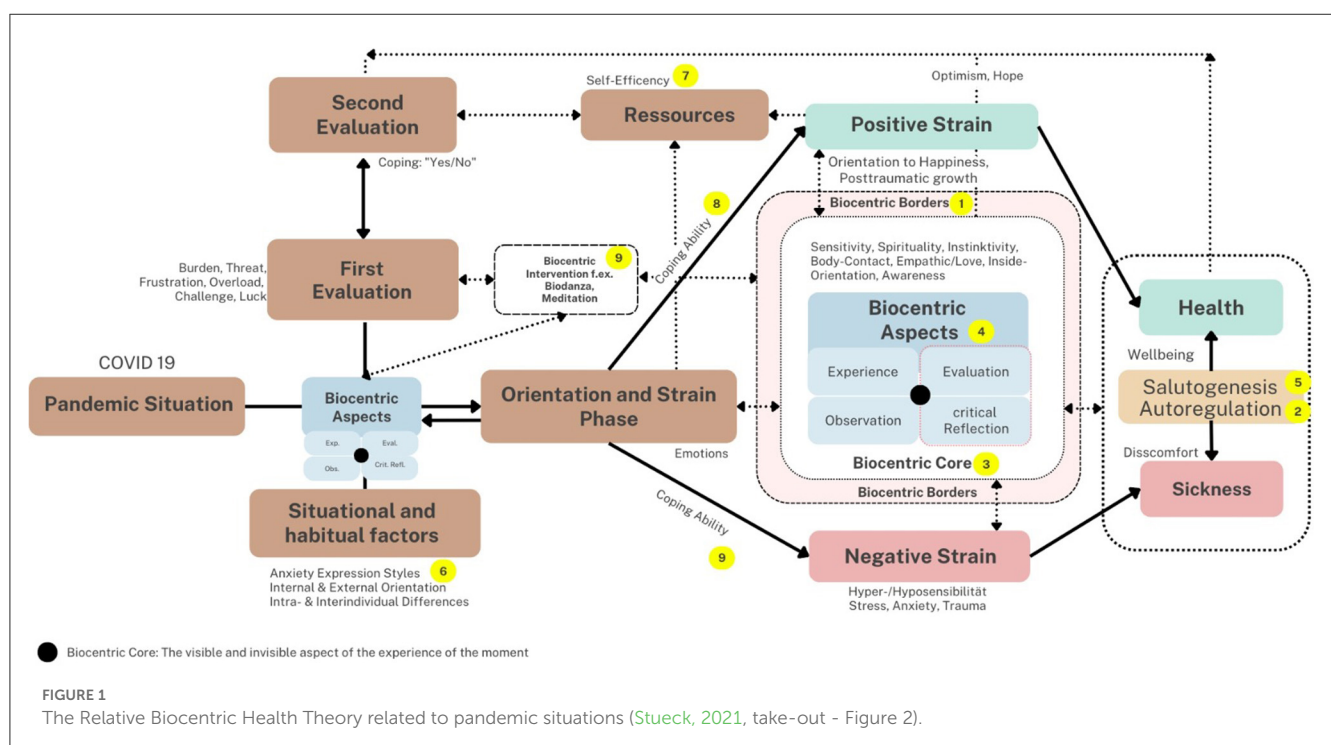 Second
Evaluation
Coping: "Yes/No"
Self-Efficency 7
Ressources
Optimism, Hope
Positive Strain
Orientation to Happiness,
Posttraumatic growth
Biocentric Borders 1
Burden, Threat,
Frustration, Overload,
Challenge, Luck
First
Evaluation
Biocentric 9
Intervention f.ex.
Biodanza,
Meditation
8
Coping Ability
Sensitivity, Spirituality, Instinktivity,
Body-Contact, Empathic/Love, Inside-
Orientation, Awareness
Biocentric
Aspects 4
Experience
Evaluation
Observation
critical
Reflection
Biocentric Core 3
Biocentric Borders
Health
Wellbeing
Salutogenesis 5
Autoregulation 2
Disscomfort
Sickness
COVID 19
Pandemic Situation
Biocentric
Aspects
Exp.
Eval.
Obs.
Crit. Refl.
Orientation and Strain
Phase
Emotions
Situational and
habitual factors
Anxiety Expression Styles 6
Internal & External Orientation
Intra- & Interindividual Differences
Coping Ability
9
Negative Strain
Hyper-/Hyposensibilität
Stress, Anxiety, Trauma
Biocentric Core: The visible and invisible aspect of the experience of the moment
FIGURE 1
The Relative Biocentric Health Theory related to pandemic situations (Stueck, 2021, take-out - Figure 2).